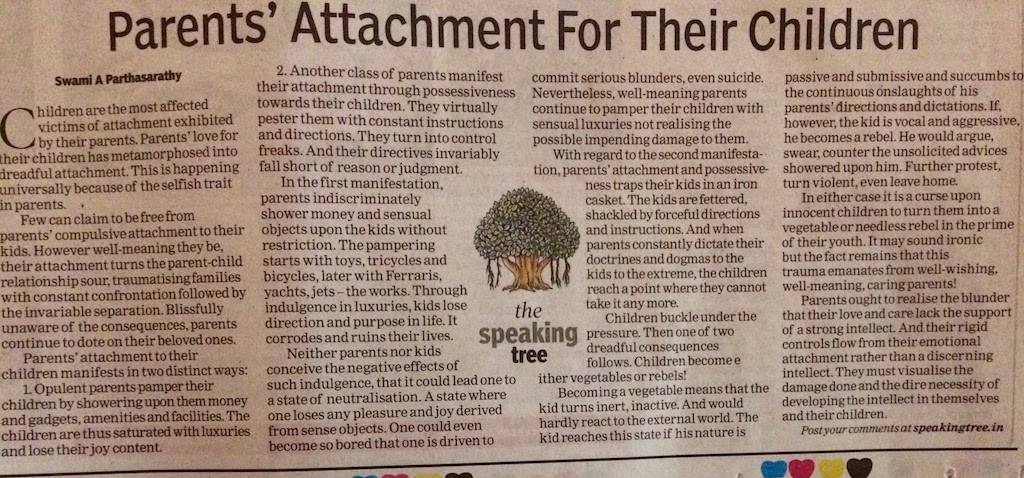 Parents' Attachment For Their Children
Swami A Parthasarathy
Children are the most affected
victims of attachment exhibited
by their parents. Parents' love for
their children has metamorphosed into
dreadful attachment. This is happening
universally because of the selfish trait
in parents.
Few can claim to be free from
parents' compulsive attachment to their
kids. However well-meaning they be,
their attachment turns the parent-child
relationship sour, traumatising families
with constant confrontation followed by
the invariable separation. Blissfully
unaware of the consequences, parents
continue to dote on their beloved ones.
Parents' attachment to their
children manifests in two distinct ways:
1. Opulent parents pamper their
children by showering upon them money
and gadgets, amenities and facilities. The
children are thus saturated with luxuries
and lose their joy content.
2. Another class of parents manifest
their attachment through possessiveness
towards their children. They virtually
pester them with constant instructions
and directions. They turn into control
freaks. And their directives invariably
fall short of reason or judgment.
In the first manifestation,
parents indiscriminately
shower money and sensual
objects upon the kids without
restriction. The pampering
starts with toys, tricycles and
bicycles, later with Ferraris,
yachts, jets – the works. Through
indulgence in luxuries, kids lose
direction and purpose in life. It
corrodes and ruins their lives.
Neither parents nor kids
conceive the negative effects of
such indulgence, that it could lead one to
a state of neutralisation. A state where
one loses any pleasure and joy derived
from sense objects. One could even
become so bored that one is driven to
commit serious blunders, even suicide.
Nevertheless, well-meaning parents
continue to pamper their children with
sensual luxuries not realising the
possible impending damage to them.
With regard to the second manifesta-
tion, parents' attachment and possessive-
ness traps their kids in an iron
casket. The kids are fettered,
shackled by forceful directions
and instructions. And when
parents constantly dictate their
doctrines and dogmas to the
kids to the extreme, the children
reach a point where they cannot
take it any more.
Children buckle under the
pressure. Then one of two
dreadful consequences
follows. Children become e
ither vegetables or rebels!
Becoming a vegetable means that the
kid turns inert, inactive. And would
hardly react to the external world. The
kid reaches this state if his nature is
the
speaking
tree
passive and submissive and succumbs to
the continuous onslaughts of his
parents' directions and dictations. If,
however, the kid is vocal and aggressive,
he becomes a rebel. He would argue,
swear, counter the unsolicited advices
showered upon him. Further protest,
turn violent, even leave home.
In either case it is a curse upon
innocent children to turn them into a
vegetable or needless rebel in the prime
of their youth. It may sound ironic
but the fact remains that this
trauma emanates from well-wishing,
well-meaning, caring parents!
Parents ought to realise the blunder
that their love and care lack the support
of a strong intellect. And their rigid
controls flow from their emotional
attachment rather than a discerning
intellect. They must visualise the
damage done and the dire necessity of
developing the intellect in themselves
and their children.
Post your comments at speakingtree.in